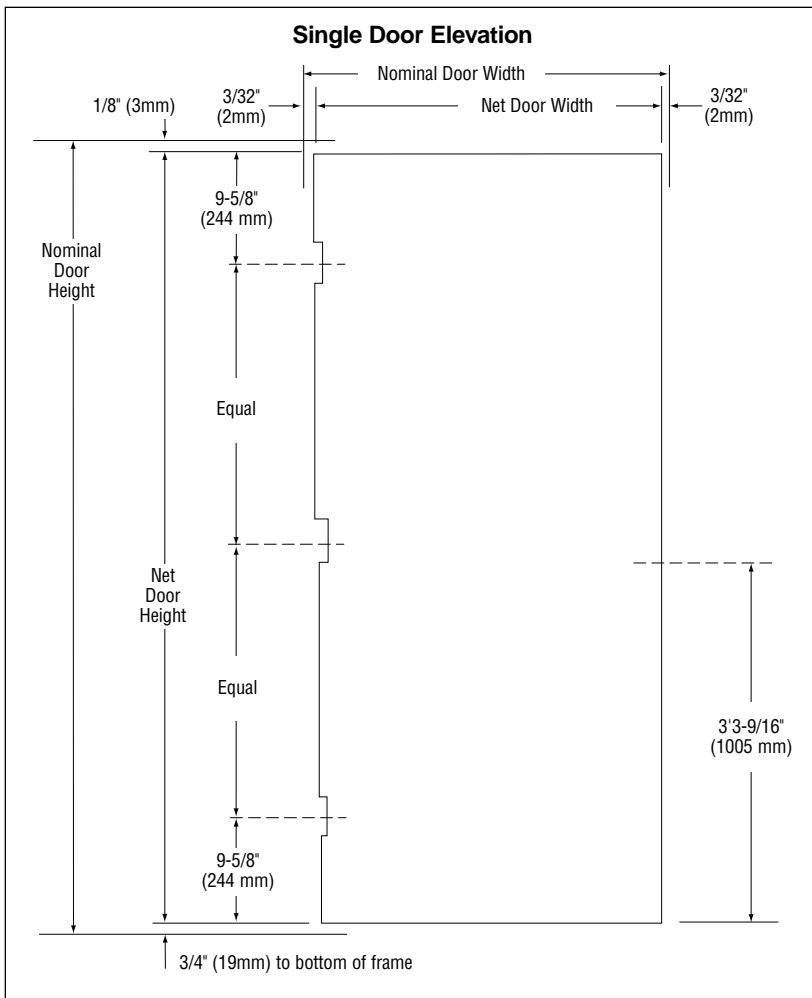 Single Door Elevation
Nominal Door Width
1/8" (3mm)
3/32"
(2mm)
Net Door Width
3/32"
(2mm)
9-5/8"
(244 mm)
Nominal
Door
Height
Equal
Net
Door
Height
Equal
3'3-9/16"
(1005 mm)
9-5/8"
(244 mm)
3/4" (19mm) to bottom of frame